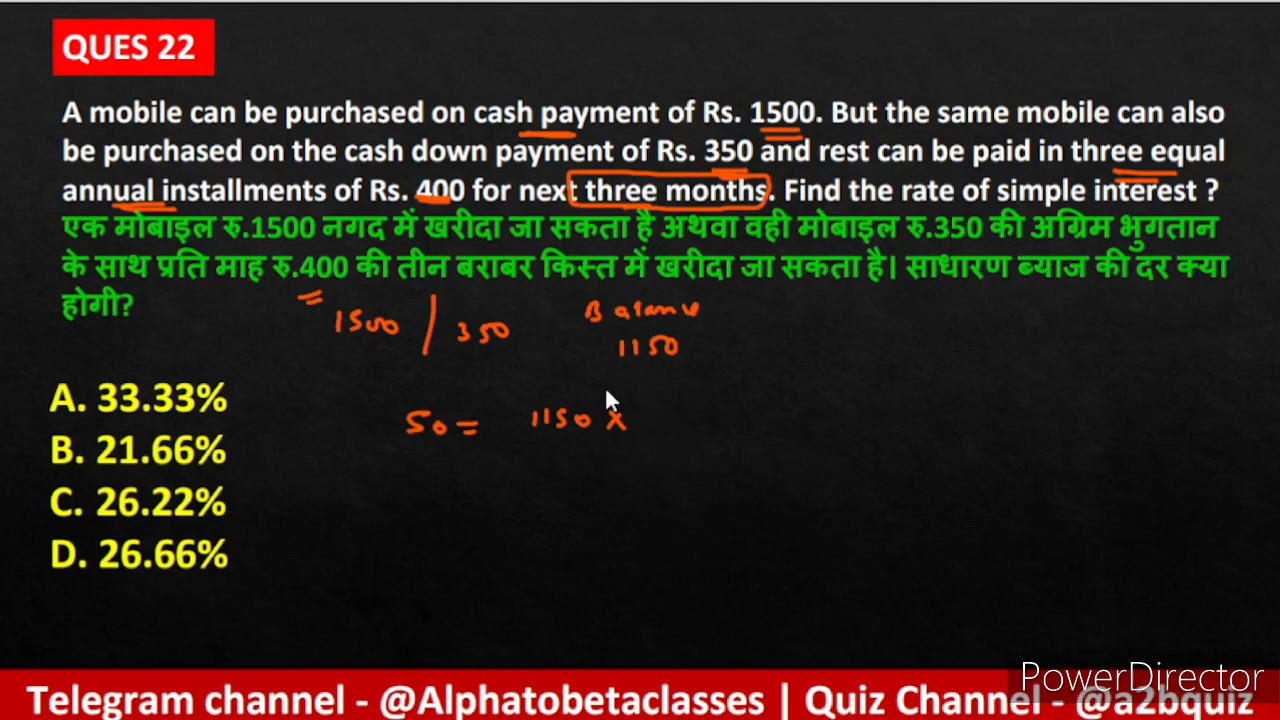 QUES 22
A mobile can be purchased on cash payment of Rs. 1500. But the same mobile can also
be purchased on the cash down payment of Rs. 350 and rest can be paid in three equal
annual installments of Rs. 400 for next three months. Find the rate of simple interest ?
एक मोबाइल रु.1500 नगद में खरीदा जा सकता है अथवा वही मोबाइल रु.350 की अग्रिम भुगतान
के साथ प्रति माह रु.400 की तीन बराबर किस्त में खरीदा जा सकता है। साधारण ब्याज की दर क्या
होगी?
= 1500 / 350 Balance
1150
50 = 1150 x
A. 33.33%
B. 21.66%
C. 26.22%
D. 26.66%
PowerDirector
Telegram channel - @Alphatobetaclasses | Quiz Channel - @a2bquiz